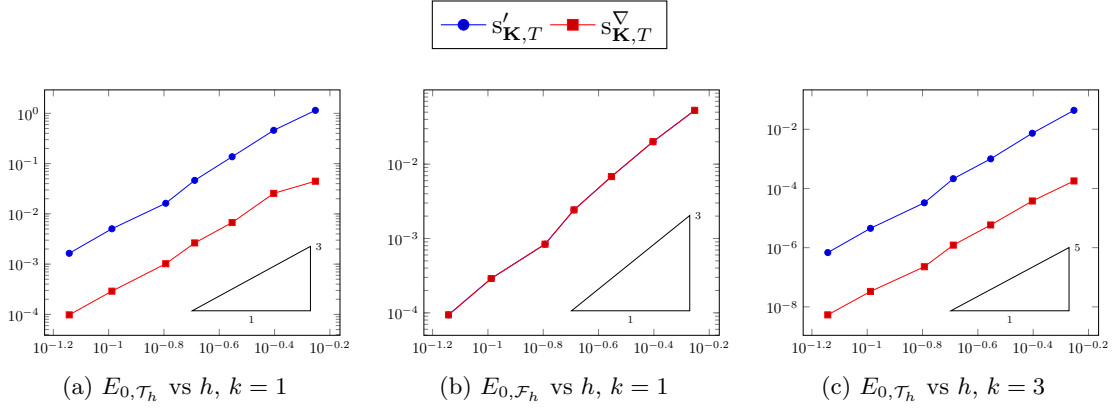 s′_{K,T} s^∇_{K,T}
10^0
10^{−1}
10^{−2}
10^{−3}
10^{−4}
3
1
10^{−1.2} 10^{−1} 10^{−0.8} 10^{−0.6} 10^{−0.4} 10^{−0.2}
(a) E_{0,𝒯_h} vs h, k = 1
10^{−2}
10^{−3}
10^{−4}
3
1
10^{−1.2} 10^{−1} 10^{−0.8} 10^{−0.6} 10^{−0.4} 10^{−0.2}
(b) E_{0,ℱ_h} vs h, k = 1
10^{−2}
10^{−4}
10^{−6}
10^{−8}
5
1
10^{−1.2} 10^{−1} 10^{−0.8} 10^{−0.6} 10^{−0.4} 10^{−0.2}
(c) E_{0,𝒯_h} vs h, k = 3